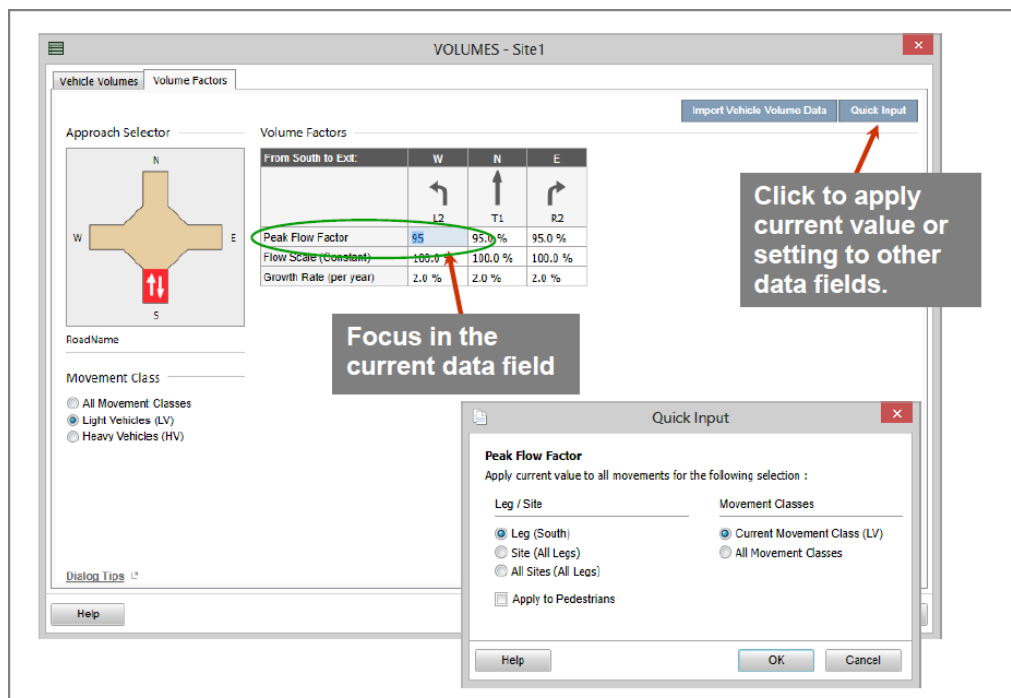 VOLUMES - Site1
Vehicle Volumes
Volume Factors
Import Vehicle Volume Data
Quick Input
Approach Selector
N
W
E
S
RoadName
Movement Class
All Movement Classes
Light Vehicles (LV)
Heavy Vehicles (HV)
Volume Factors
From South to Exit: W N E
L2 T1 R2
Peak Flow Factor 95 95.0 % 95.0 %
Flow Scale (Constant) 100.0 % 100.0 % 100.0 %
Growth Rate (per year) 2.0 % 2.0 % 2.0 %
Click to apply
current value or
setting to other
data fields.
Focus in the
current data field
Dialog Tips
Help
Quick Input
Peak Flow Factor
Apply current value to all movements for the following selection :
Leg / Site
Leg (South)
Site (All Legs)
All Sites (All Legs)
Apply to Pedestrians
Movement Classes
Current Movement Class (LV)
All Movement Classes
Help
OK
Cancel